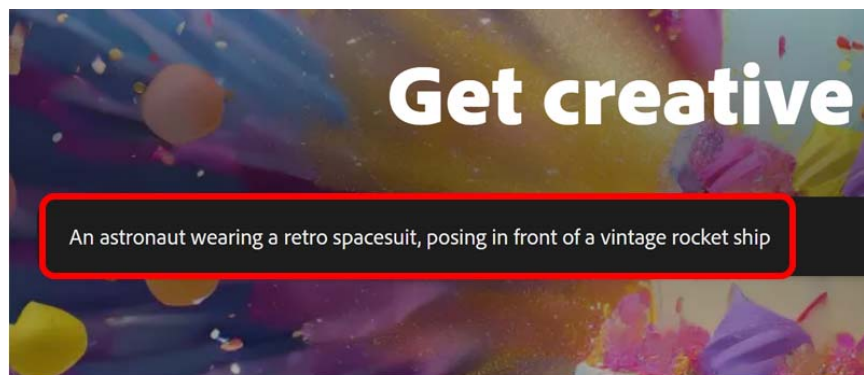 Get creative
An astronaut wearing a retro spacesuit, posing in front of a vintage rocket ship